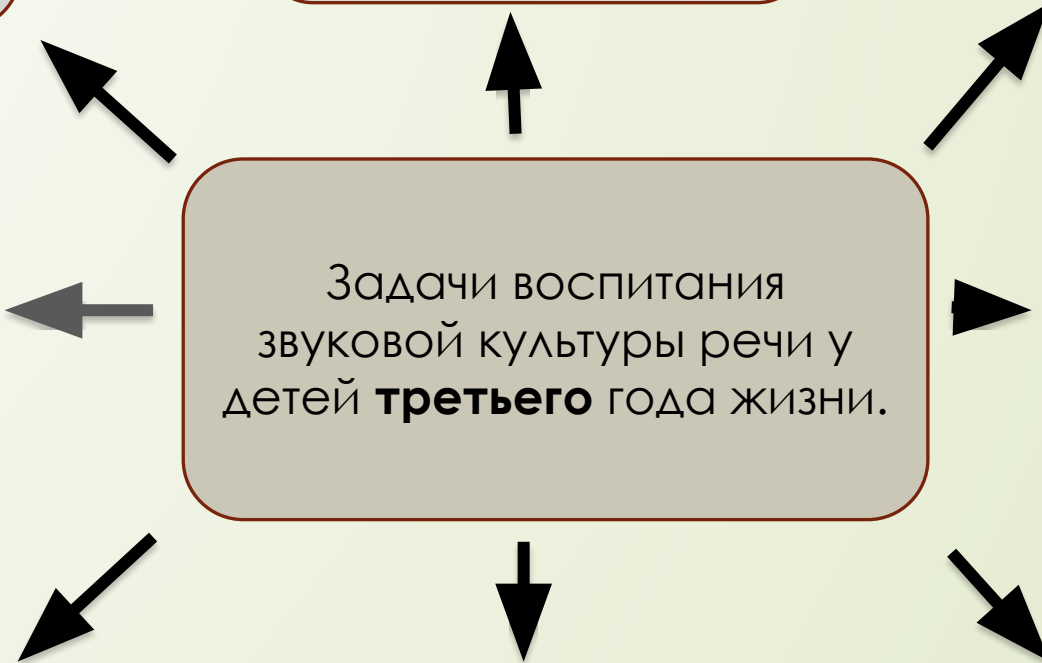 Задачи воспитания
звуковой культуры речи у
детей третьего года жизни.